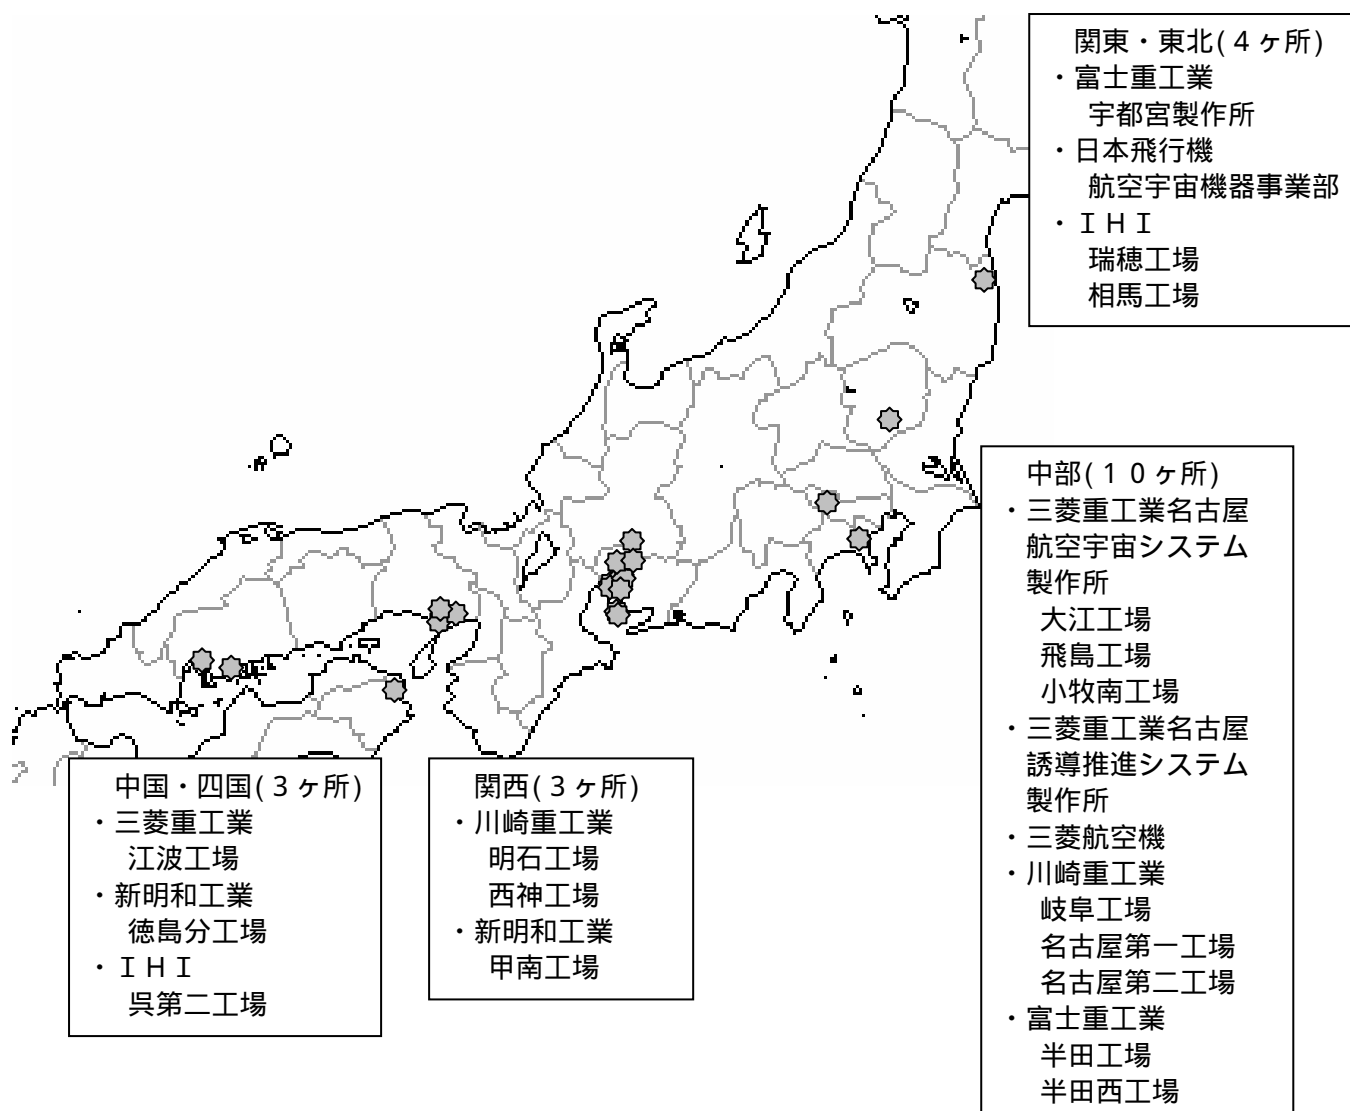 関東・東北(４ヶ所)
・富士重工業
宇都宮製作所
・日本飛行機
航空宇宙機器事業部
・ＩＨＩ
瑞穂工場
相馬工場
中部(１０ヶ所)
・三菱重工業名古屋
航空宇宙システム
製作所
大江工場
飛島工場
小牧南工場
・三菱重工業名古屋
誘導推進システム
製作所
・三菱航空機
・川崎重工業
岐阜工場
名古屋第一工場
名古屋第二工場
・富士重工業
半田工場
半田西工場
中国・四国(３ヶ所)
・三菱重工業
江波工場
・新明和工業
徳島分工場
・ＩＨＩ
呉第二工場
関西(３ヶ所)
・川崎重工業
明石工場
西神工場
・新明和工業
甲南工場